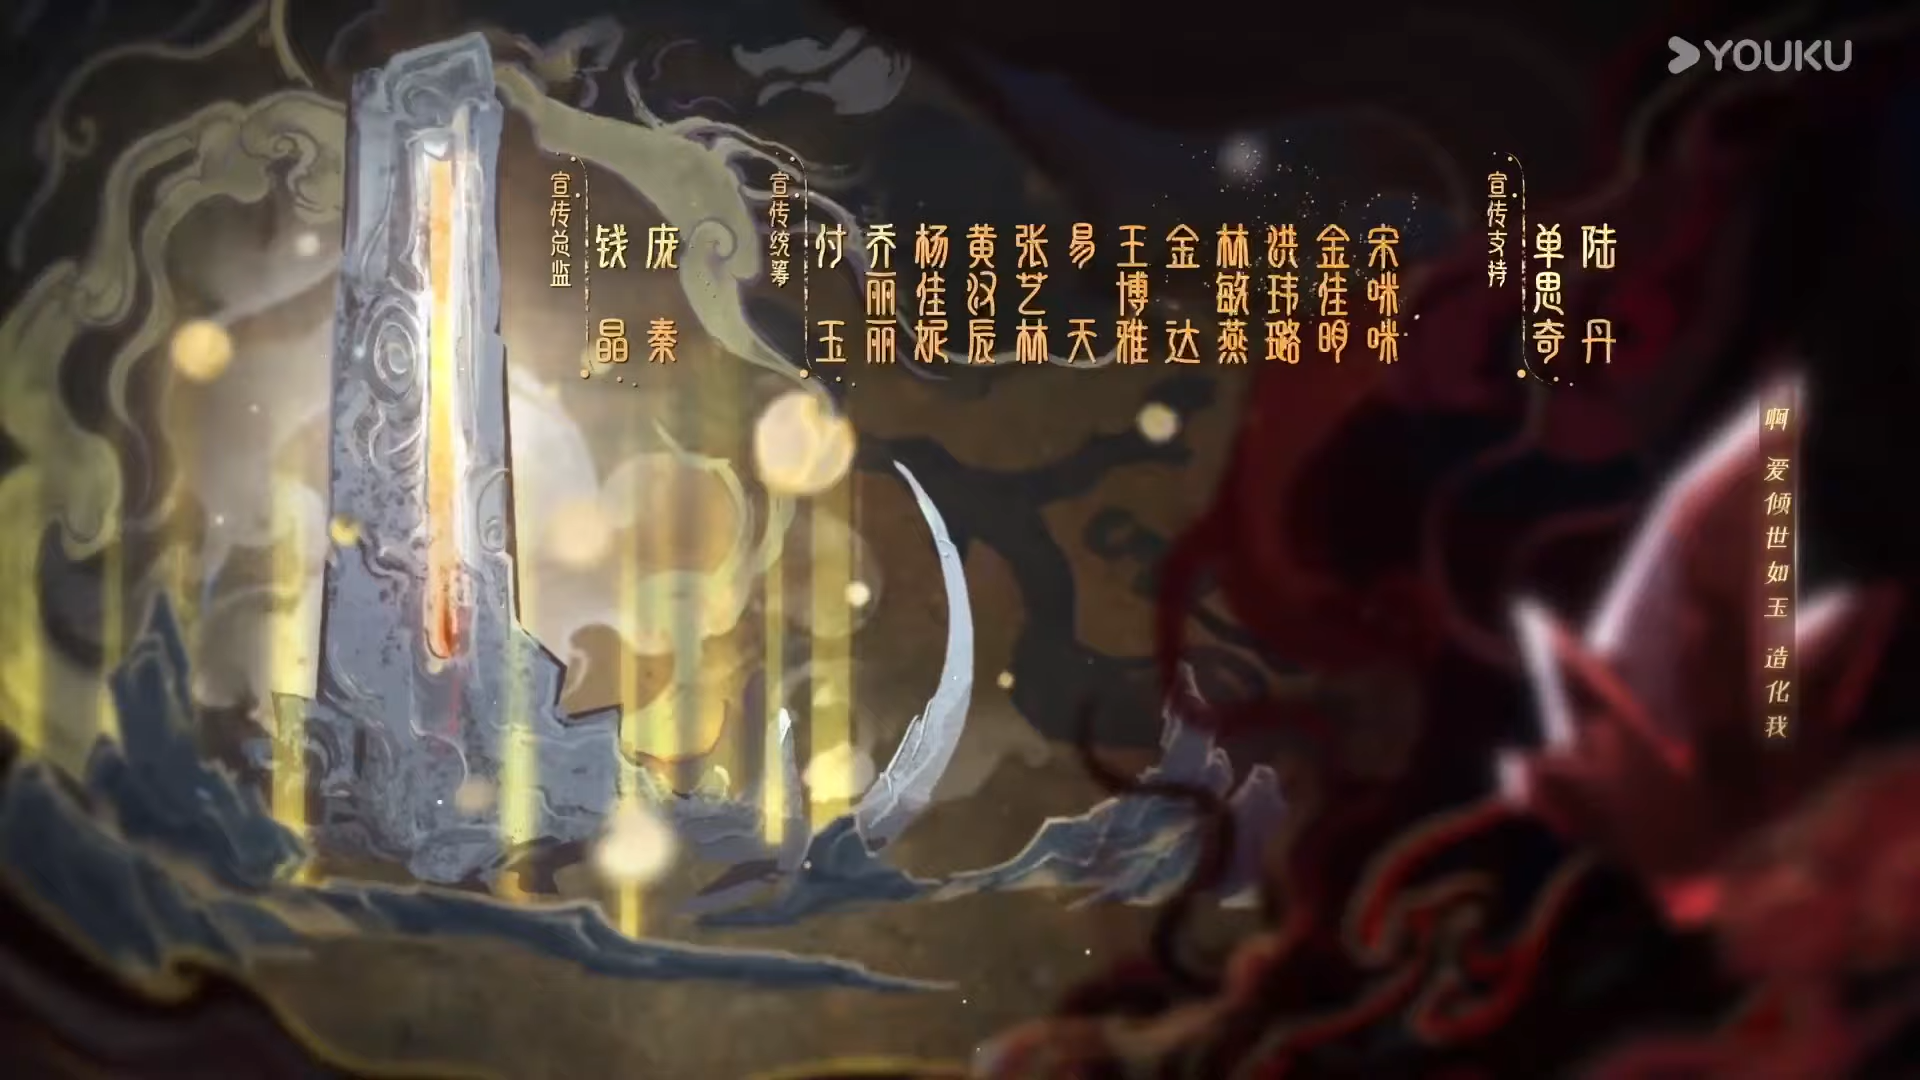 YOUKU
宣传总监
钱晶
庞秦
宣传统筹
付玉
乔丽丽
杨佳妮
黄汉辰
张艺林
易天
王博雅
金达
林敏燕
洪玮璐
金佳明
宋咪咪
宣传支持
单思奇
陆丹
啊 爱倾世如玉 造化我